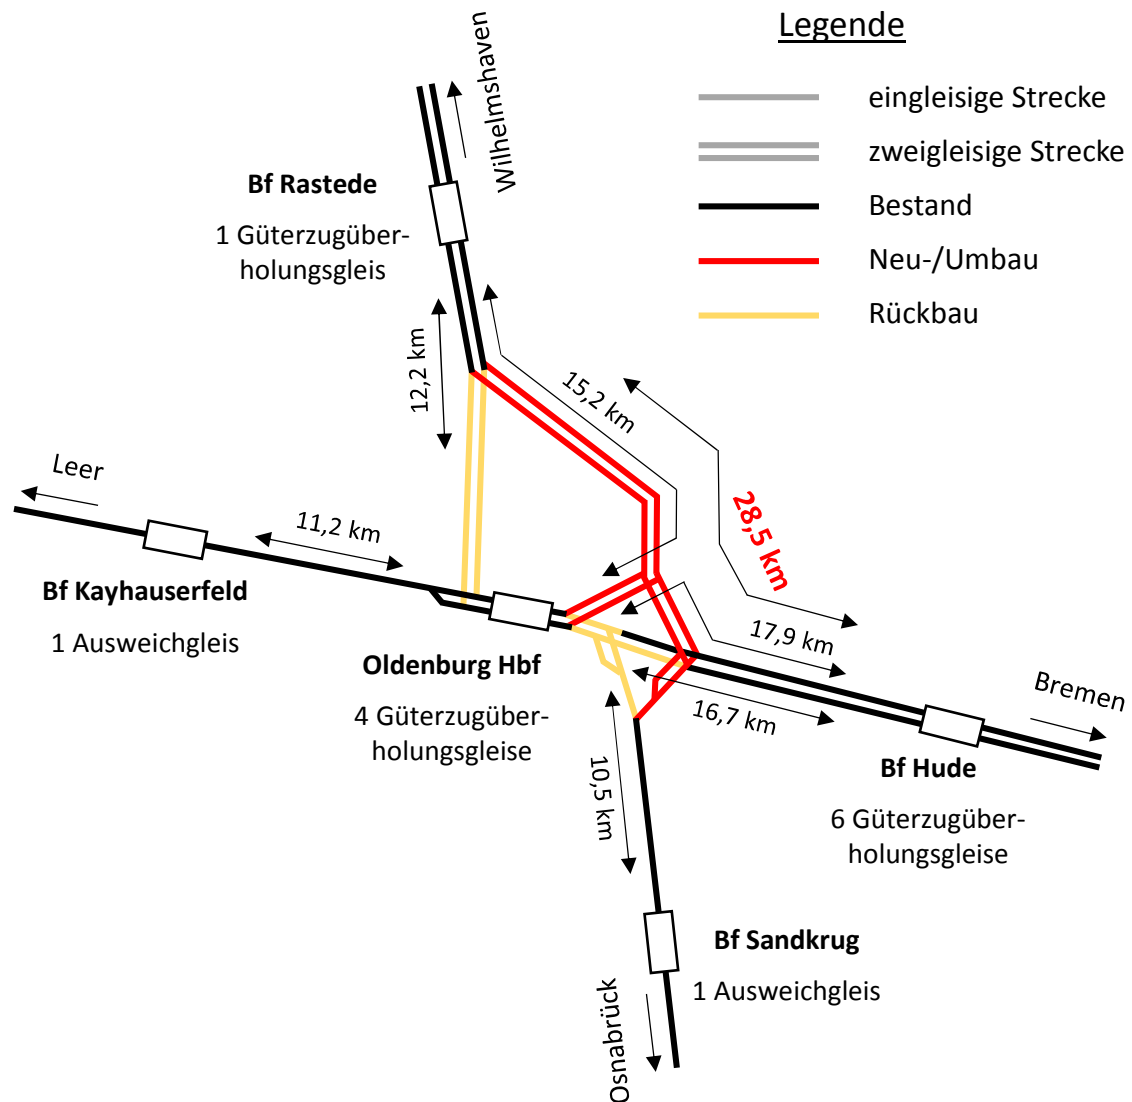 Legende
eingleisige Strecke
zweigleisige Strecke
Bestand
Neu-/Umbau
Rückbau
Wilhelmshaven
Bf Rastede
1 Güterzugüber-
holungsgleis
12,2 km
15,2 km
28,5 km
Leer
11,2 km
Bf Kayhauserfeld
1 Ausweichgleis
Oldenburg Hbf
4 Güterzugüber-
holungsgleise
17,9 km
16,7 km
Bremen
Bf Hude
6 Güterzugüber-
holungsgleise
10,5 km
Bf Sandkrug
1 Ausweichgleis
Osnabrück